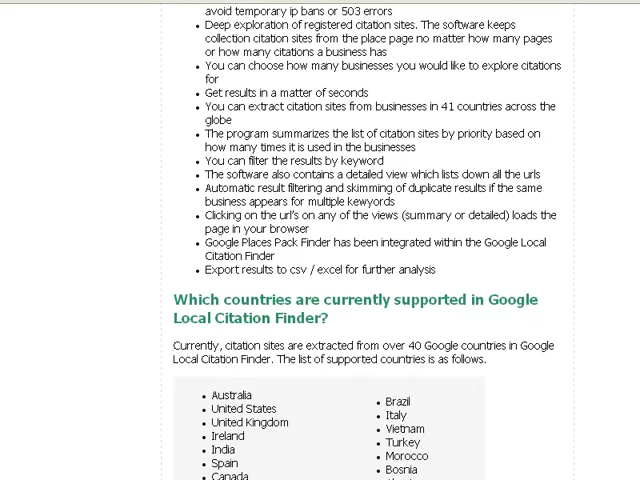 avoid temporary ip bans or 503 errors
Deep exploration of registered citation sites. The software keeps
collection citation sites from the place page no matter how many pages
or how many citations a business has
You can choose how many businesses you would like to explore citations
for
Get results in a matter of seconds
You can extract citation sites from businesses in 41 countries across the
globe
The program summarizes the list of citation sites by priority based on
how many times it is used in the businesses
You can filter the results by keyword
The software also contains a detailed view which lists down all the urls
Automatic result filtering and skimming of duplicate results if the same
business appears for multiple kewyords
Clicking on the url's on any of the views (summary or detailed) loads the
page in your browser
Google Places Pack Finder has been integrated within the Google Local
Citation Finder
Export results to csv / excel for further analysis
Which countries are currently supported in Google
Local Citation Finder?
Currently, citation sites are extracted from over 40 Google countries in Google
Local Citation Finder. The list of supported countries is as follows.
Australia
United States
United Kingdom
Ireland
India
Spain
Canada
Brazil
Italy
Vietnam
Turkey
Morocco
Bosnia